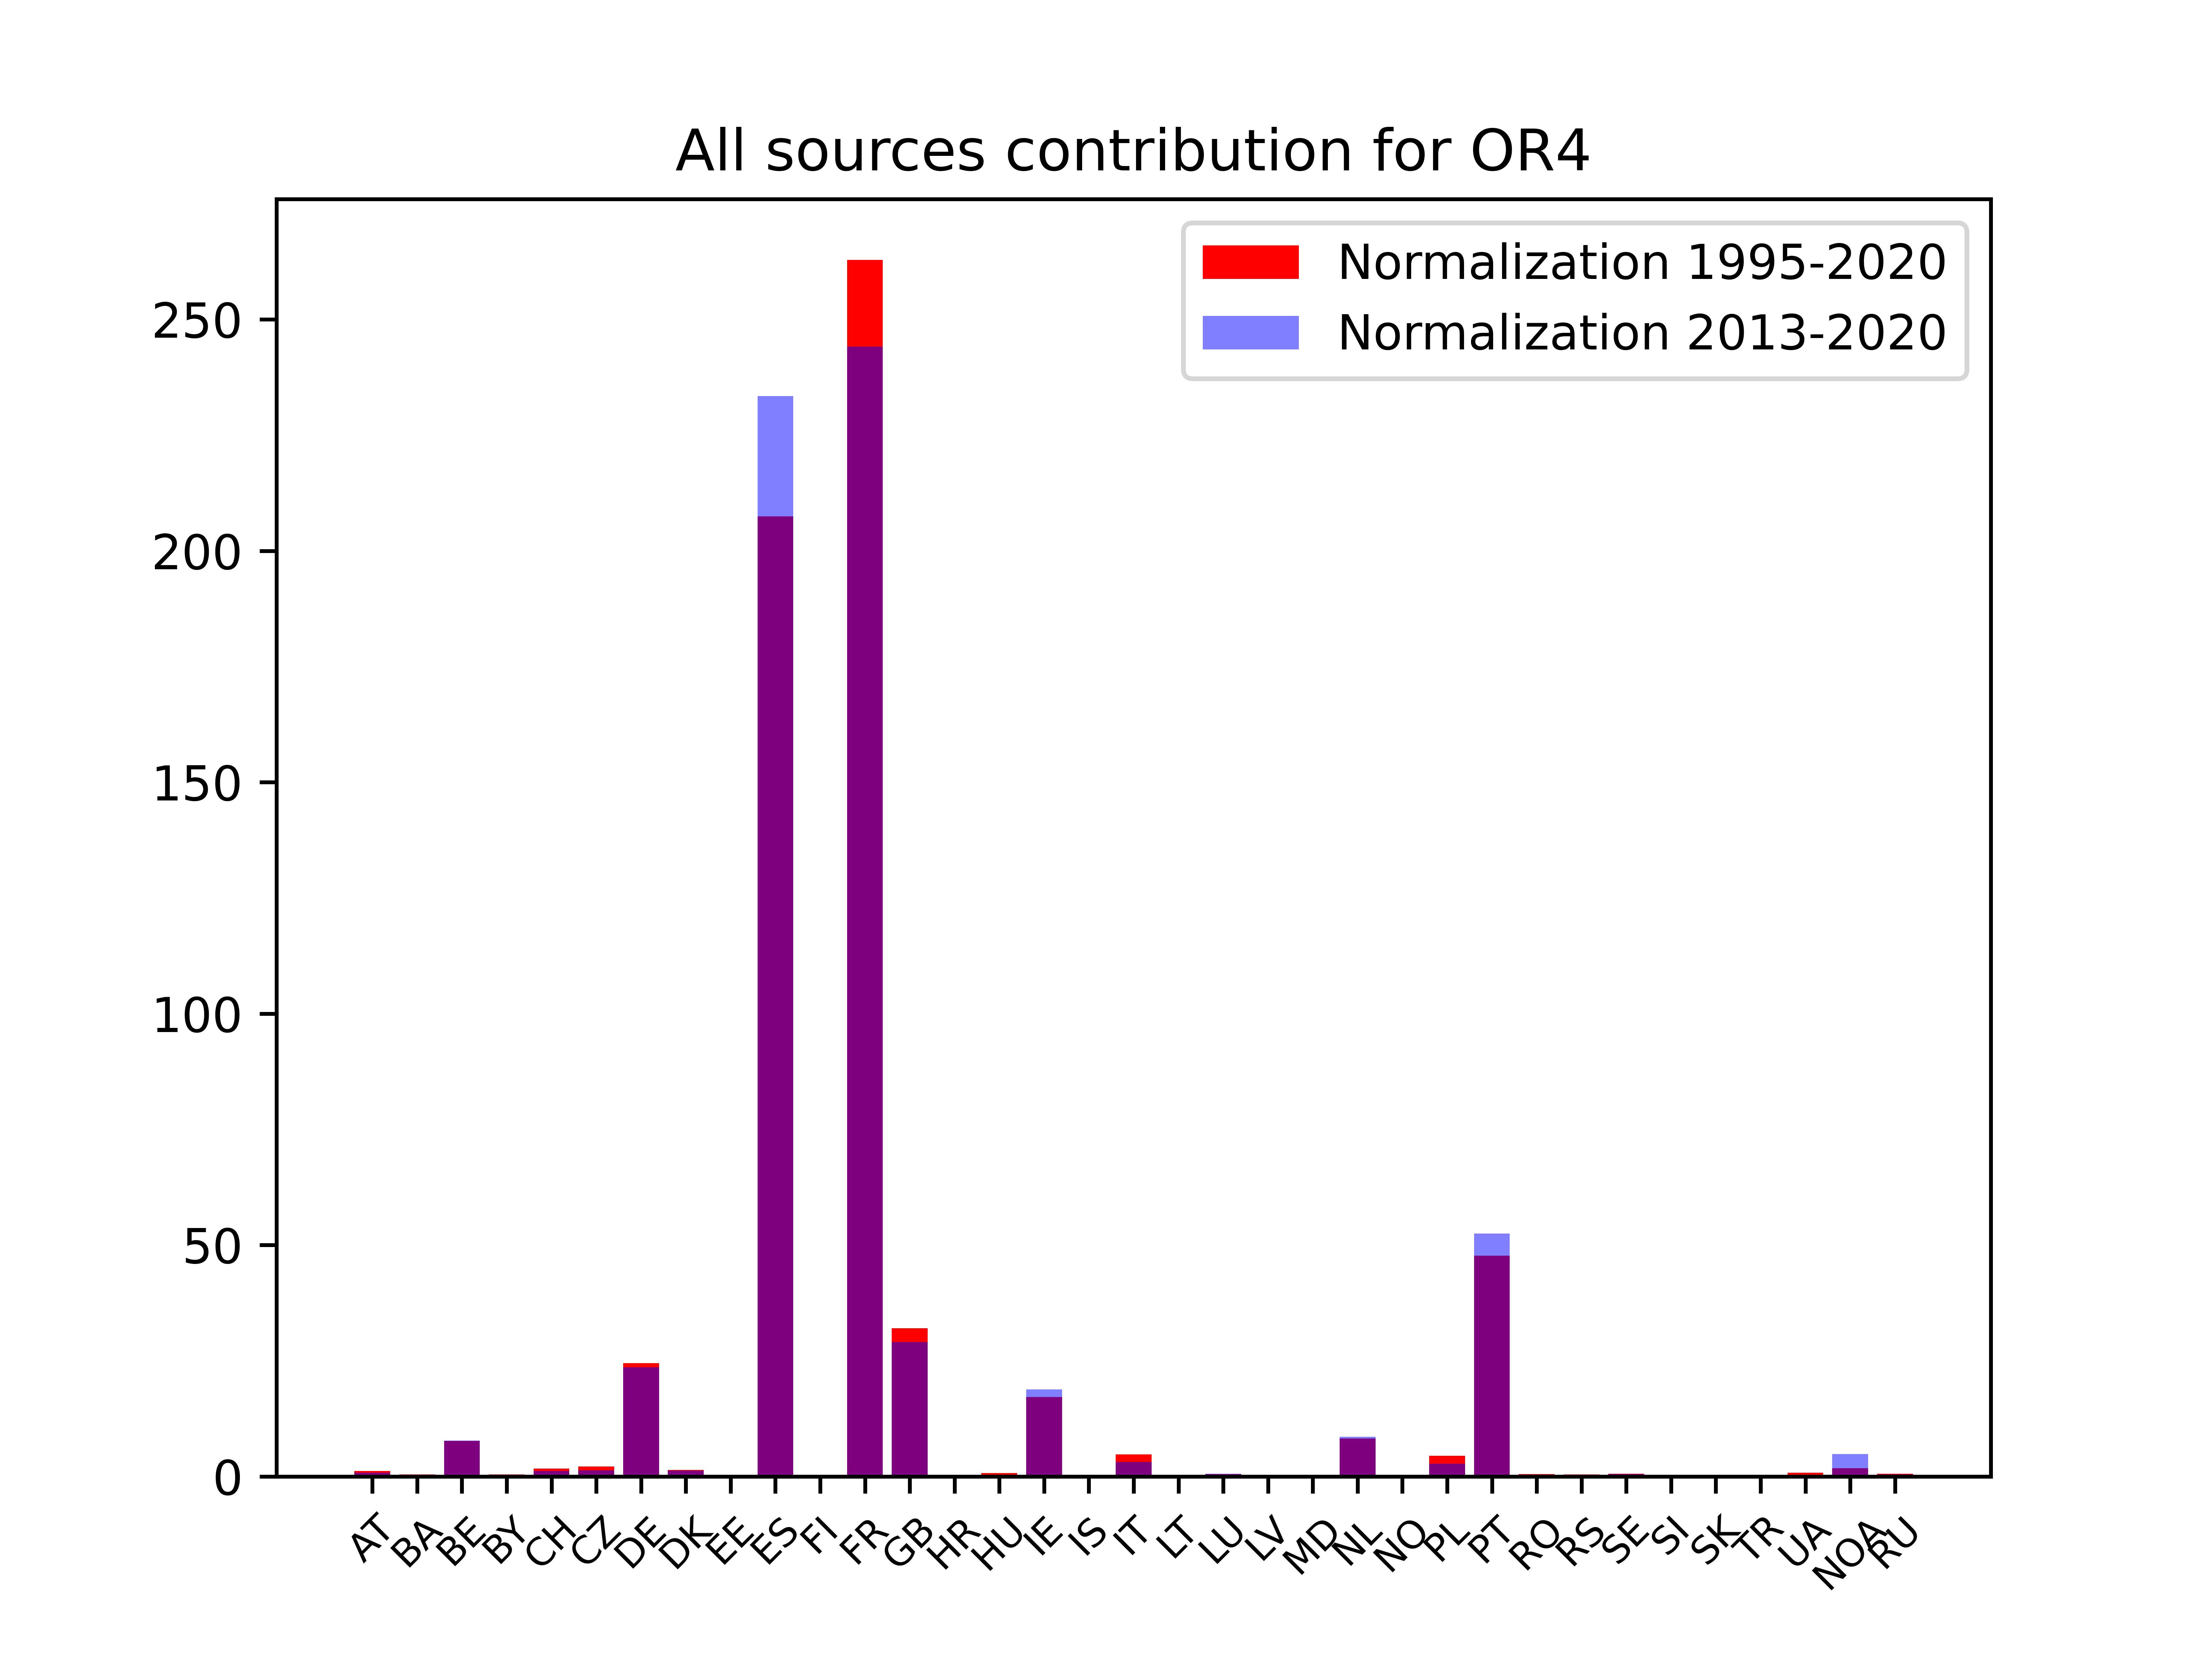 All sources contribution for OR4
Normalization 1995-2020
Normalization 2013-2020
250
200
150
100
50
0
AT
BA
BE
BY
CH
CZ
DE
DK
EE
ES
FI
FR
GB
HR
HU
IE
IS
IT
LT
LU
LV
MD
NL
NO
PL
PT
RO
RS
SE
SI
SK
TR
UA
NOA
RU